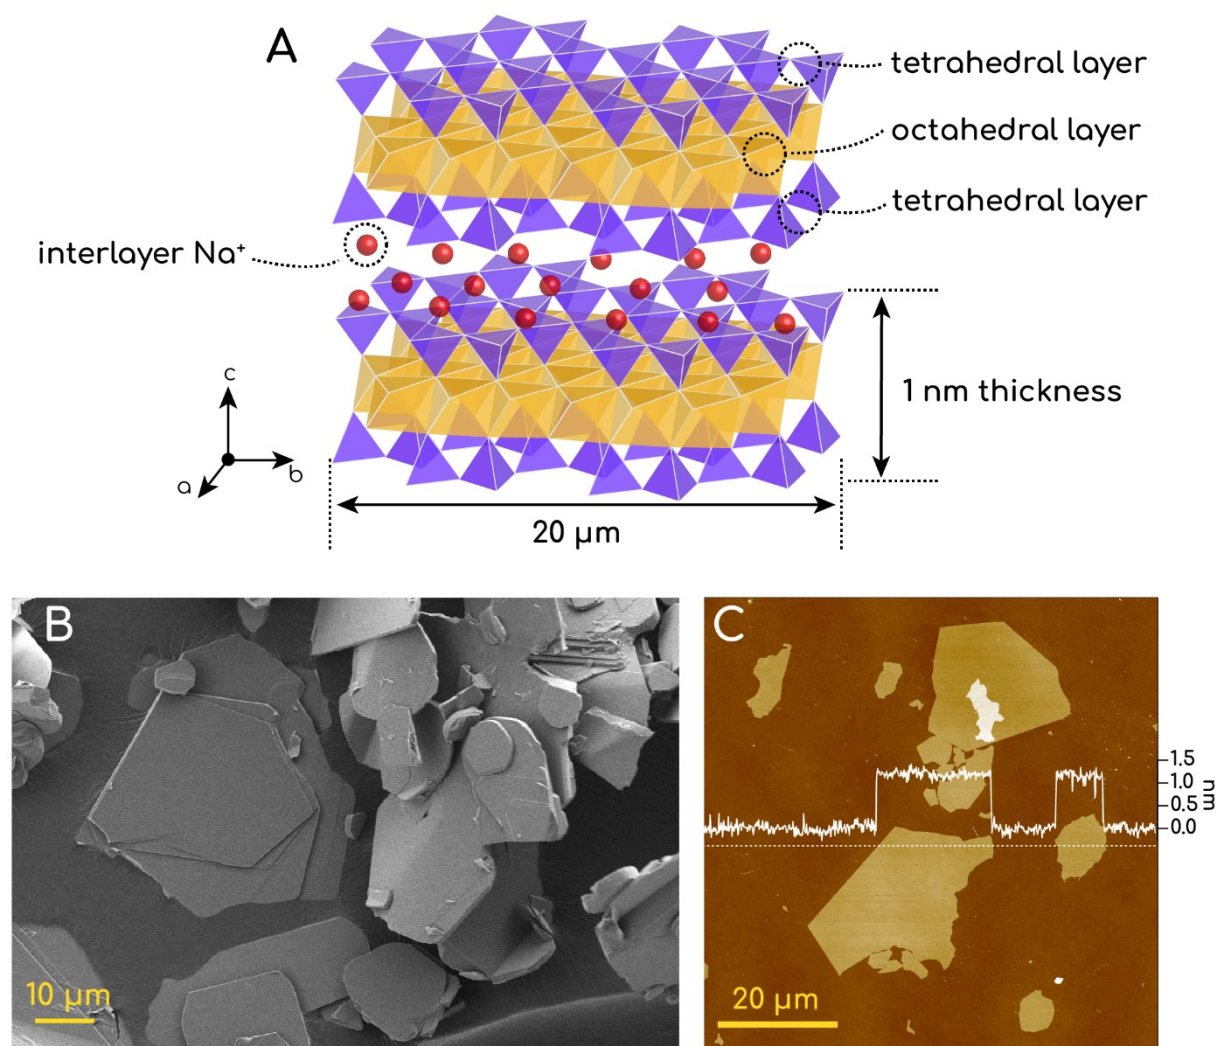 A
tetrahedral layer
octahedral layer
tetrahedral layer
interlayer Na⁺
1 nm thickness
c
a
b
20 μm
B
10 μm
C
1.5
1.0
0.5
0.0
nm
20 μm